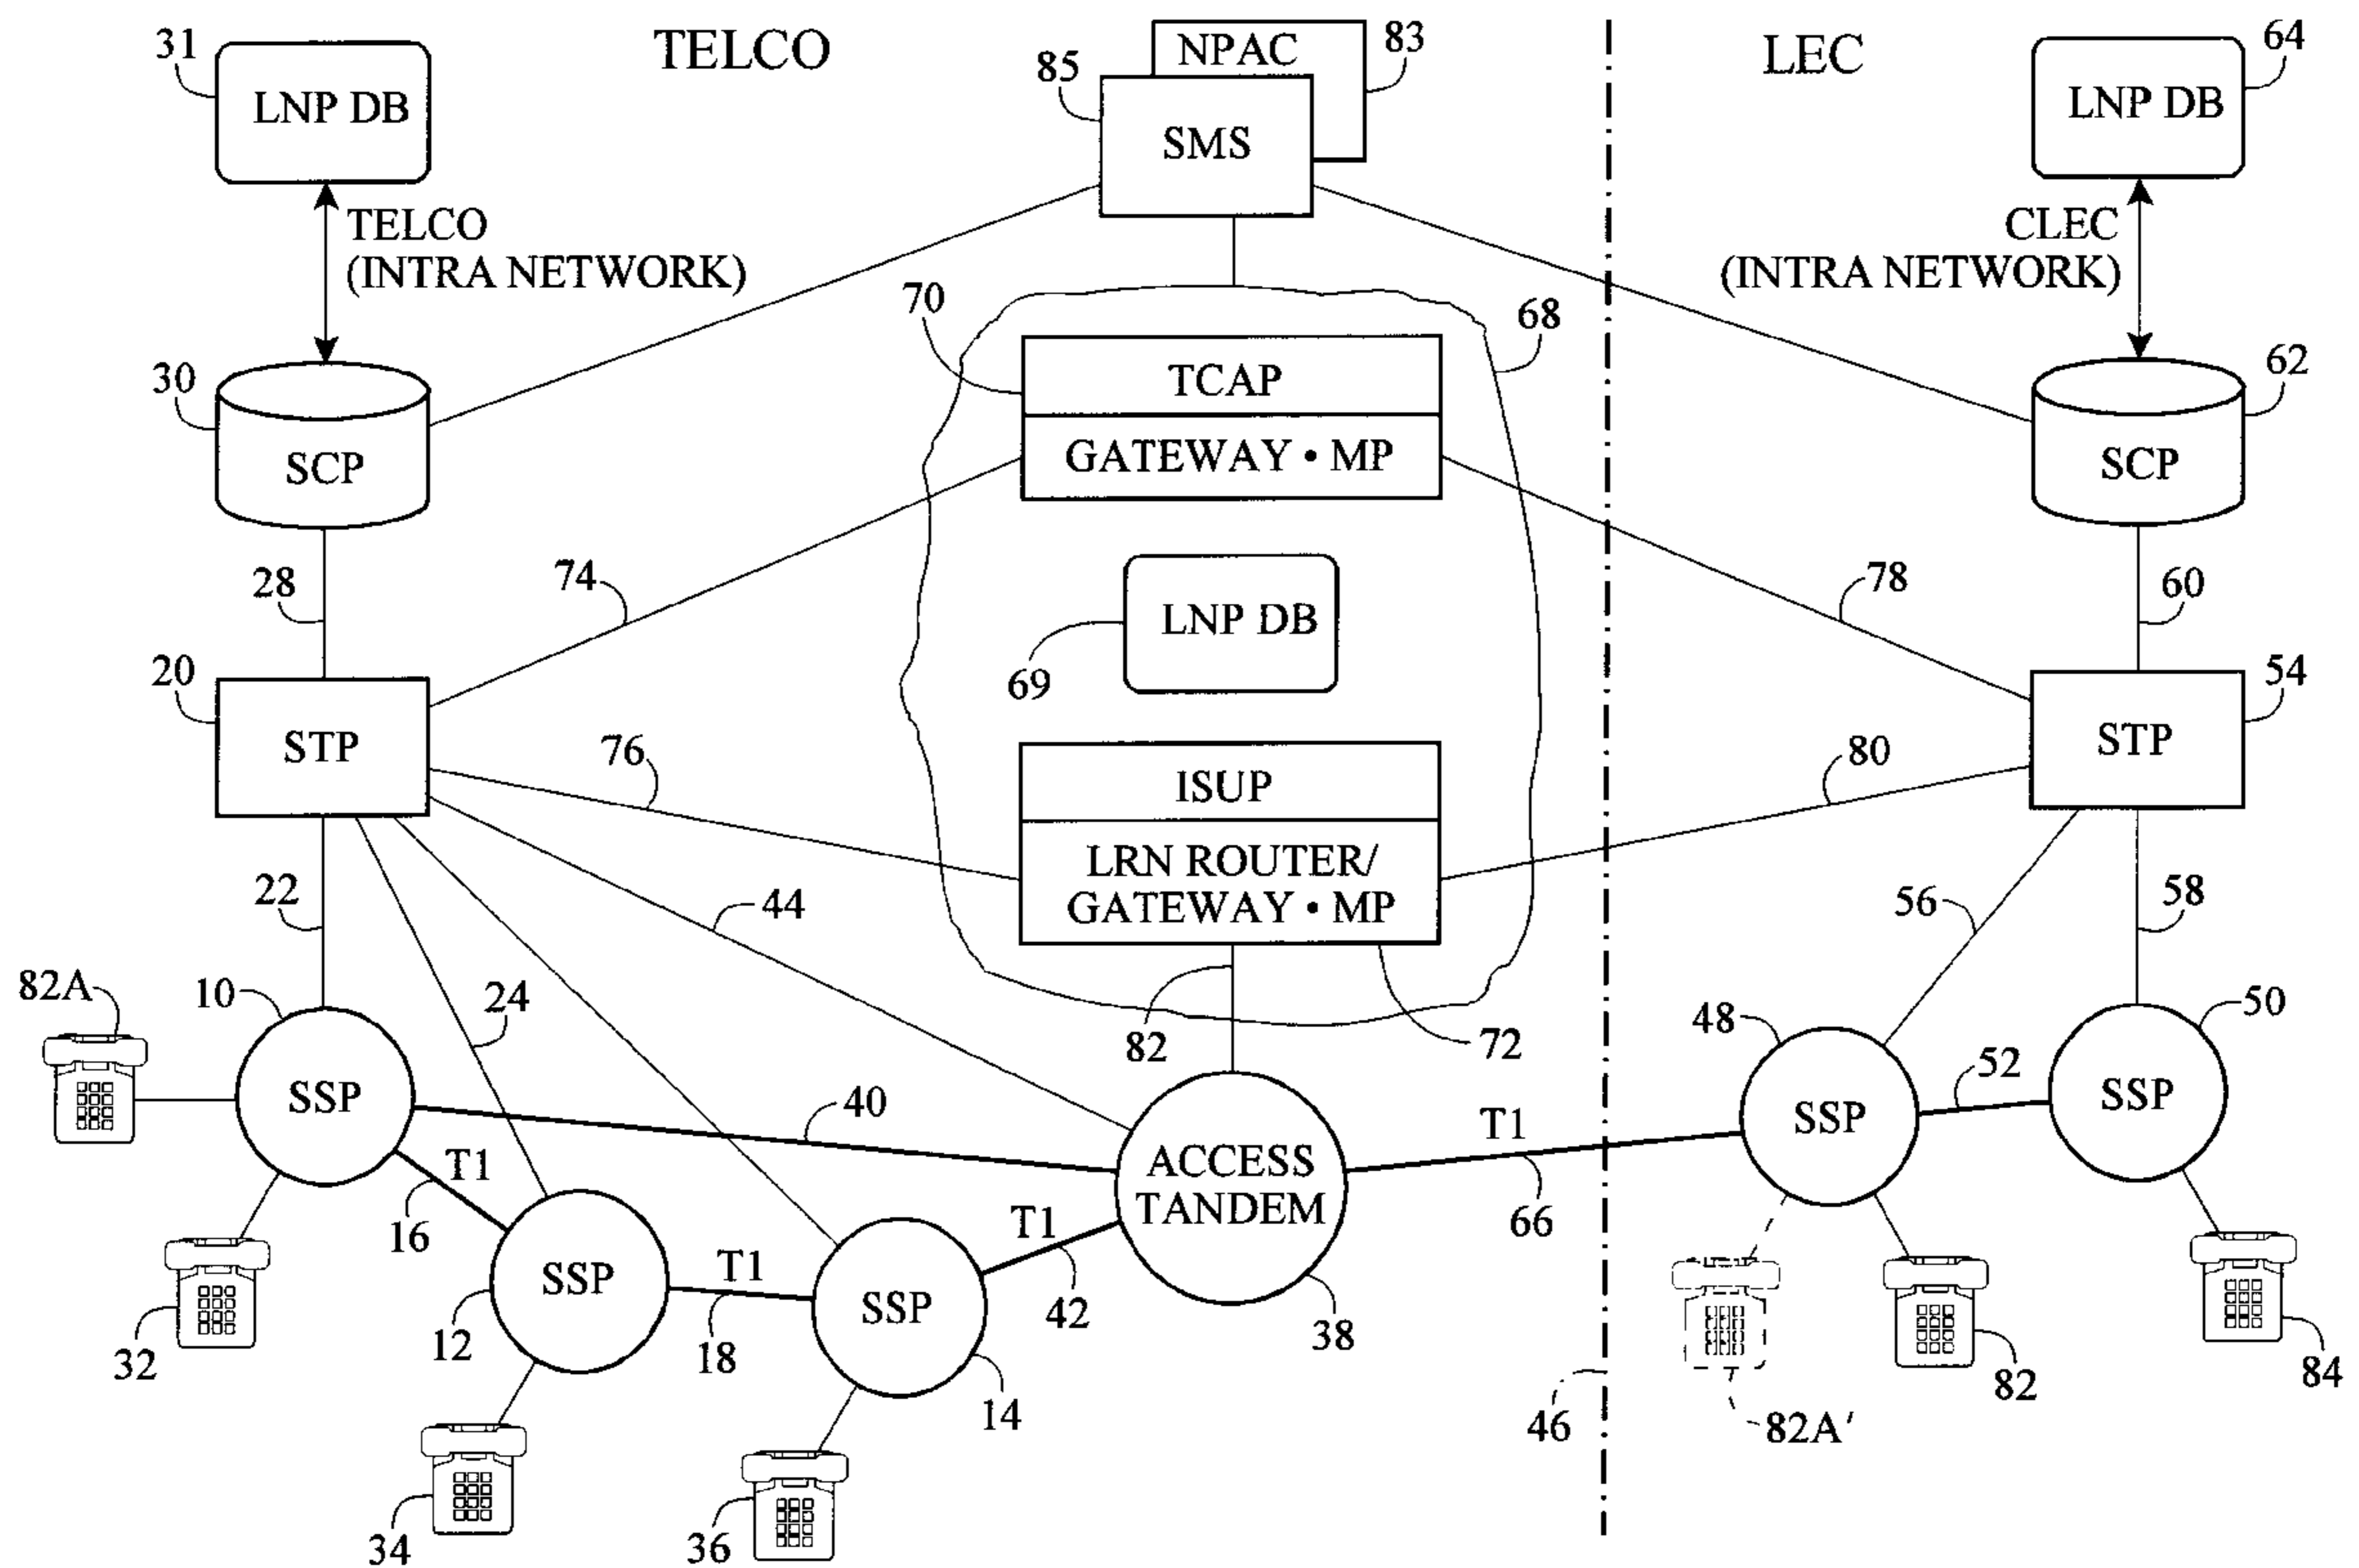 31
LNP DB
TELCO
NPAC
83
85
SMS
LEC
64
LNP DB
TELCO
(INTRA NETWORK)
CLEC
(INTRA NETWORK)
70
68
TCAP
GATEWAY • MP
30
SCP
62
SCP
28
74
LNP DB
69
78
60
20
STP
54
STP
76
80
ISUP
LRN ROUTER/
GATEWAY • MP
22
24
44
82
72
56
58
82A
10
SSP
40
T1
16
32
12
SSP
34
T1
18
SSP
14
36
T1
42
ACCESS
TANDEM
38
T1
66
46
48
SSP
52
50
SSP
82A'
82
84